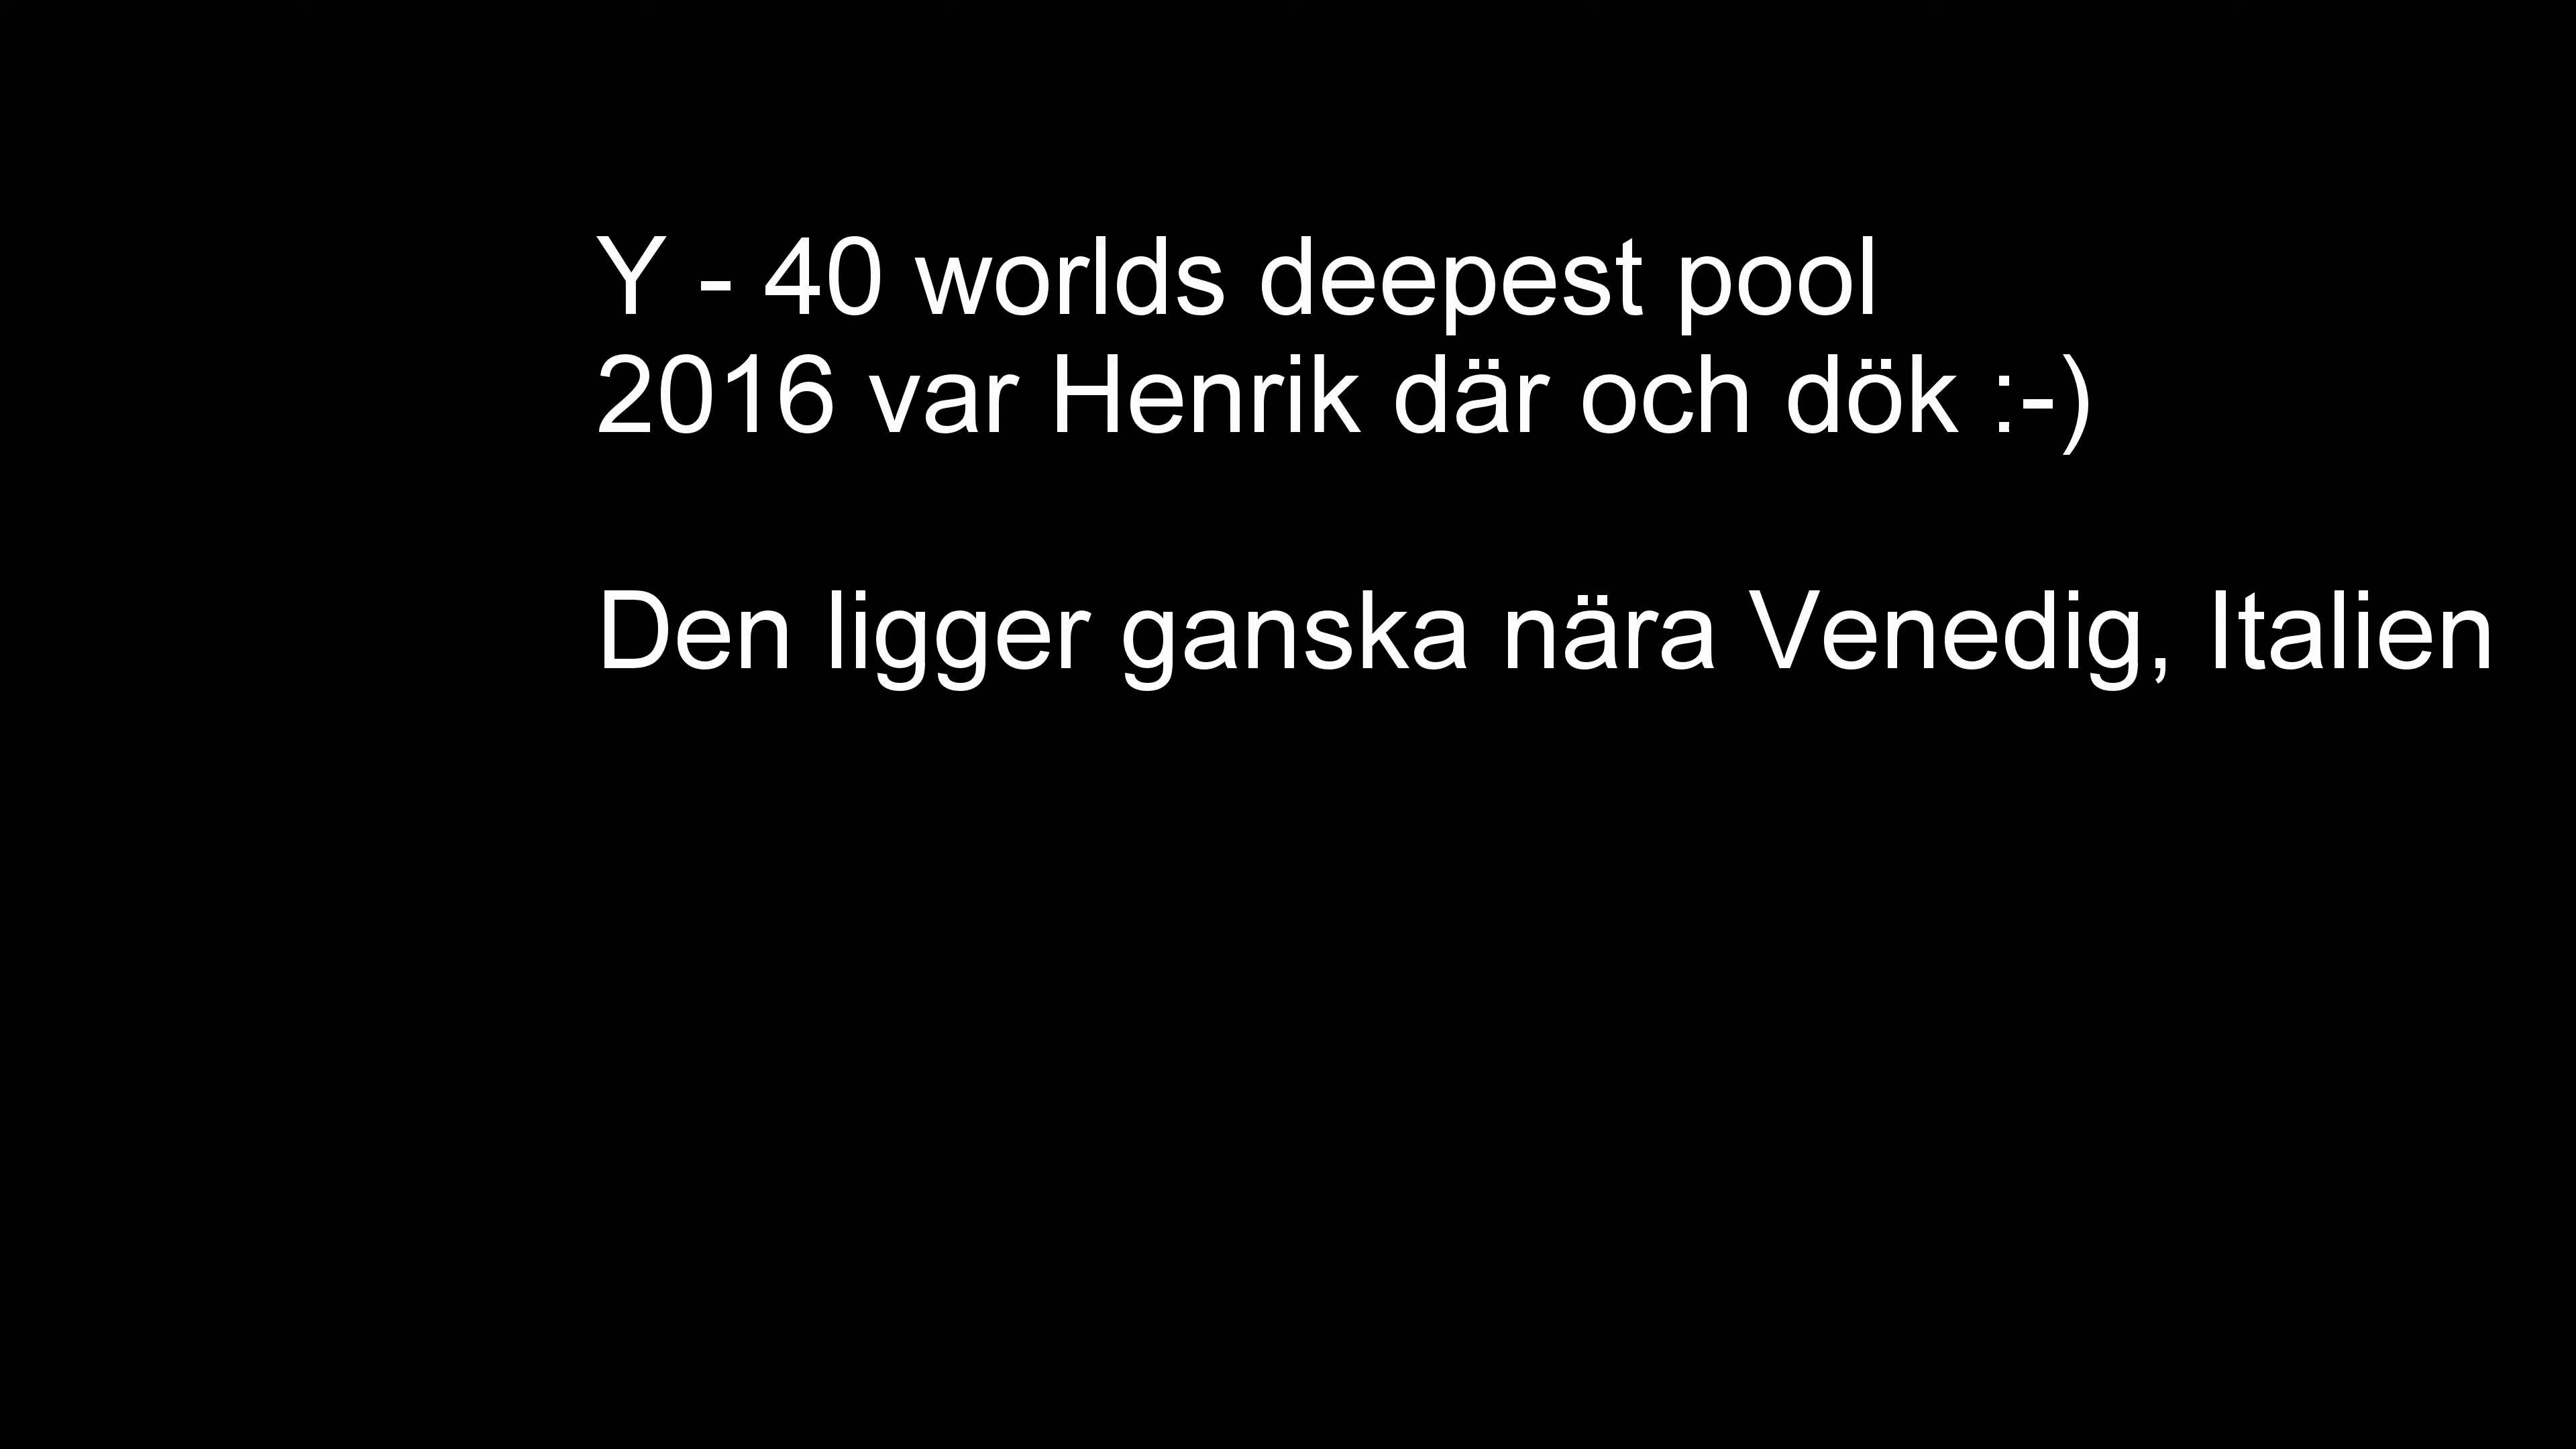 Y - 40 worlds deepest pool
2016 var Henrik där och dök :-)
Den ligger ganska nära Venedig, Italien